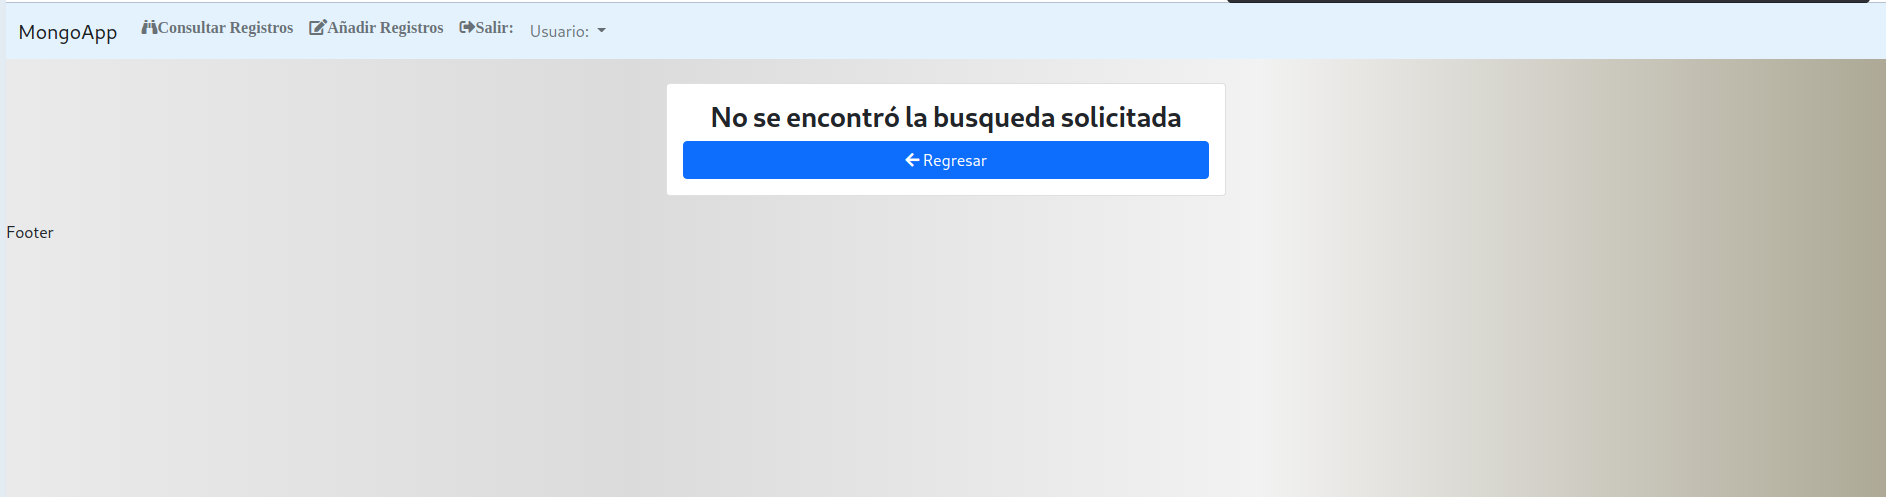 MongoApp Consultar Registros Añadir Registros Salir: Usuario:
No se encontró la busqueda solicitada
Regresar
Footer